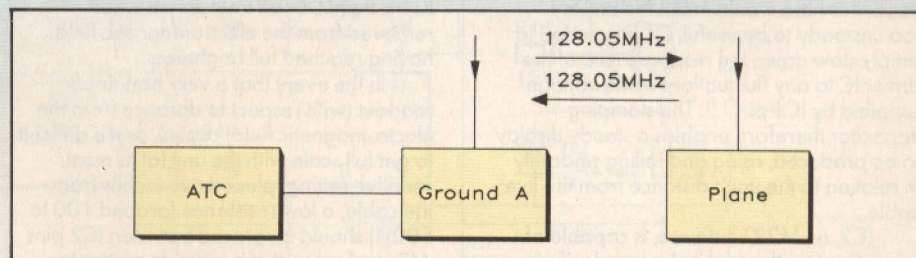 128.05MHz
128.05MHz
ATC
Ground A
Plane